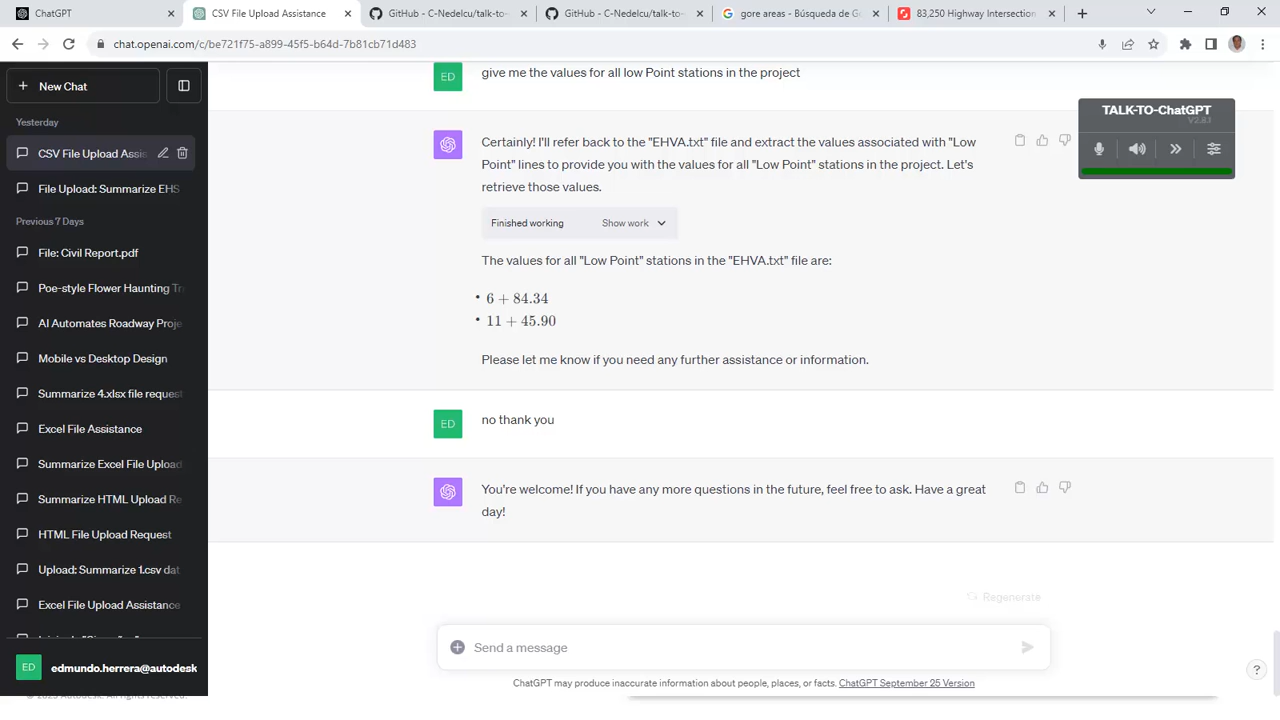 ChatGPT
CSV File Upload Assistance
GitHub - C-Nedelcu/talk-to-
GitHub - C-Nedelcu/talk-to-
gore areas - Búsqueda de Go
83,250 Highway Intersection
chat.openai.com/c/be721f75-a899-45f5-b64d-7b81cb71d483
New Chat
Yesterday
CSV File Upload Assis
File Upload: Summarize EHS
Previous 7 Days
File: Civil Report.pdf
Poe-style Flower Haunting Tr
AI Automates Roadway Proje
Mobile vs Desktop Design
Summarize 4.xlsx file request
Excel File Assistance
Summarize Excel File Upload
Summarize HTML Upload Re
HTML File Upload Request
Upload: Summarize 1.csv dat
Excel File Upload Assistance
ED edmundo.herrera@autodesk
ED give me the values for all low Point stations in the project
Certainly! I'll refer back to the "EHVA.txt" file and extract the values associated with "Low
Point" lines to provide you with the values for all "Low Point" stations in the project. Let's
retrieve those values.
Finished working Show work
The values for all "Low Point" stations in the "EHVA.txt" file are:
• 6 + 84.34
• 11 + 45.90
Please let me know if you need any further assistance or information.
ED no thank you
You're welcome! If you have any more questions in the future, feel free to ask. Have a great
day!
TALK-TO-ChatGPT
V2.8.1
Regenerate
Send a message
ChatGPT may produce inaccurate information about people, places, or facts. ChatGPT September 25 Version
?
© 2023 Autodesk. All rights reserved.